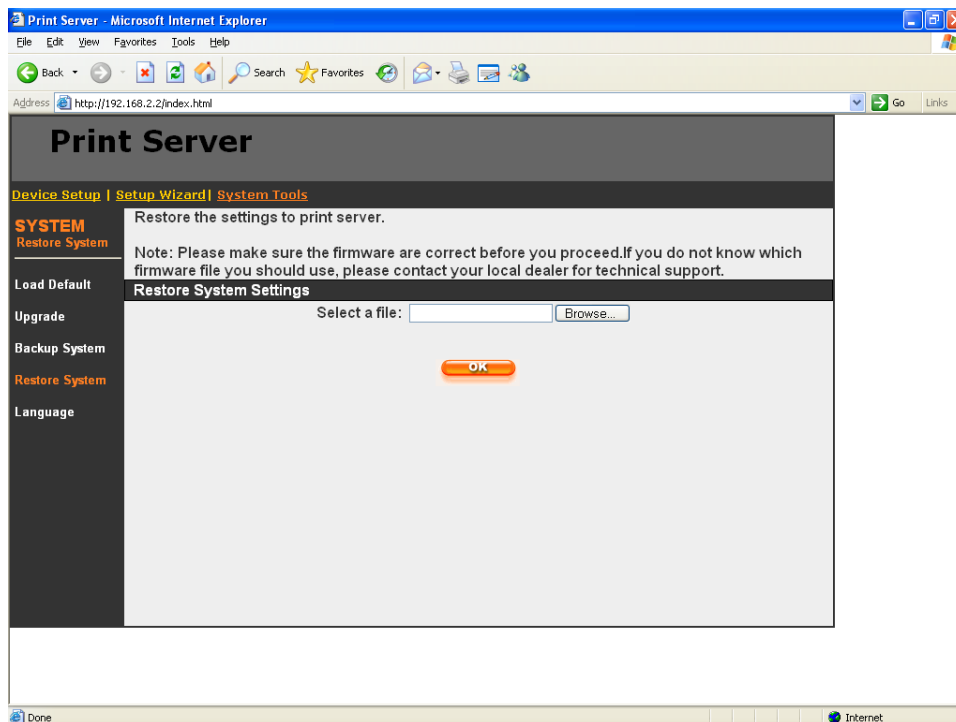 Print Server - Microsoft Internet Explorer
File Edit View Favorites Tools Help
Back Search Favorites
Address http://192.168.2.2/index.html Go Links
Print Server
Device Setup | Setup Wizard| System Tools
SYSTEM
Restore System
Load Default
Upgrade
Backup System
Restore System
Language
Restore the settings to print server.
Note: Please make sure the firmware are correct before you proceed.If you do not know which
firmware file you should use, please contact your local dealer for technical support.
Restore System Settings
Select a file: Browse...
OK
Done Internet